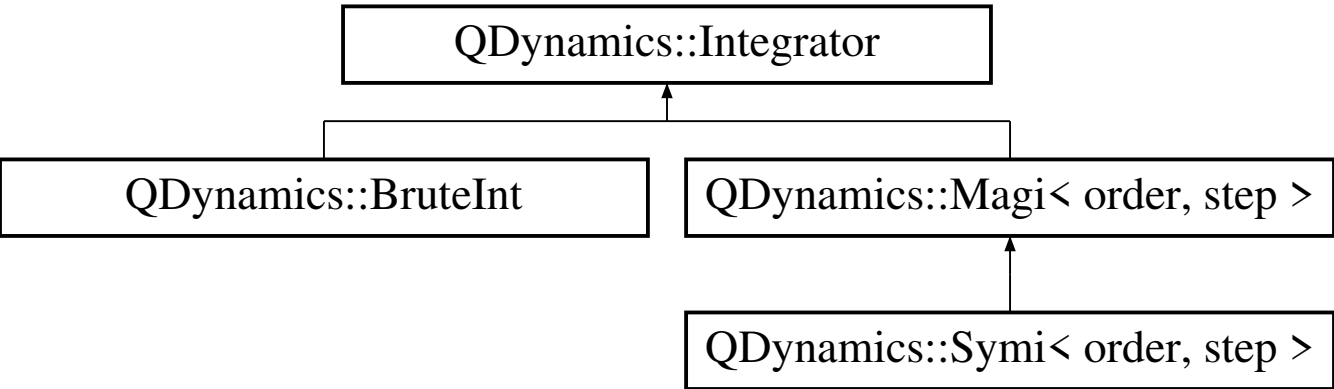 QDynamics::Integrator
QDynamics::BruteInt
QDynamics::Magi< order, step >
QDynamics::Symi< order, step >